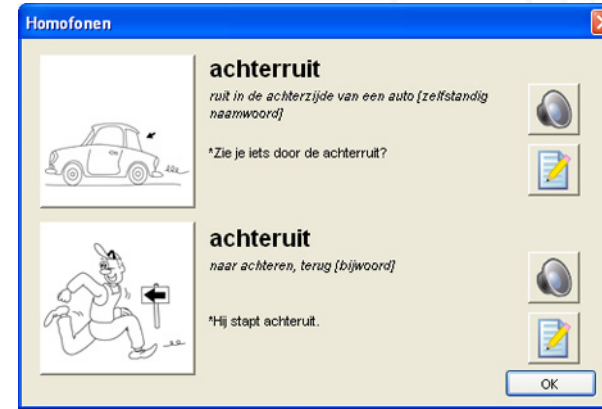 Homofonen
achterruit
ruit in de achterzijde van een auto [zelfstandig
naamwoord]
*Zie je iets door de achterruit?
achteruit
naar achteren, terug [bijwoord]
*Hij stapt achteruit.
OK